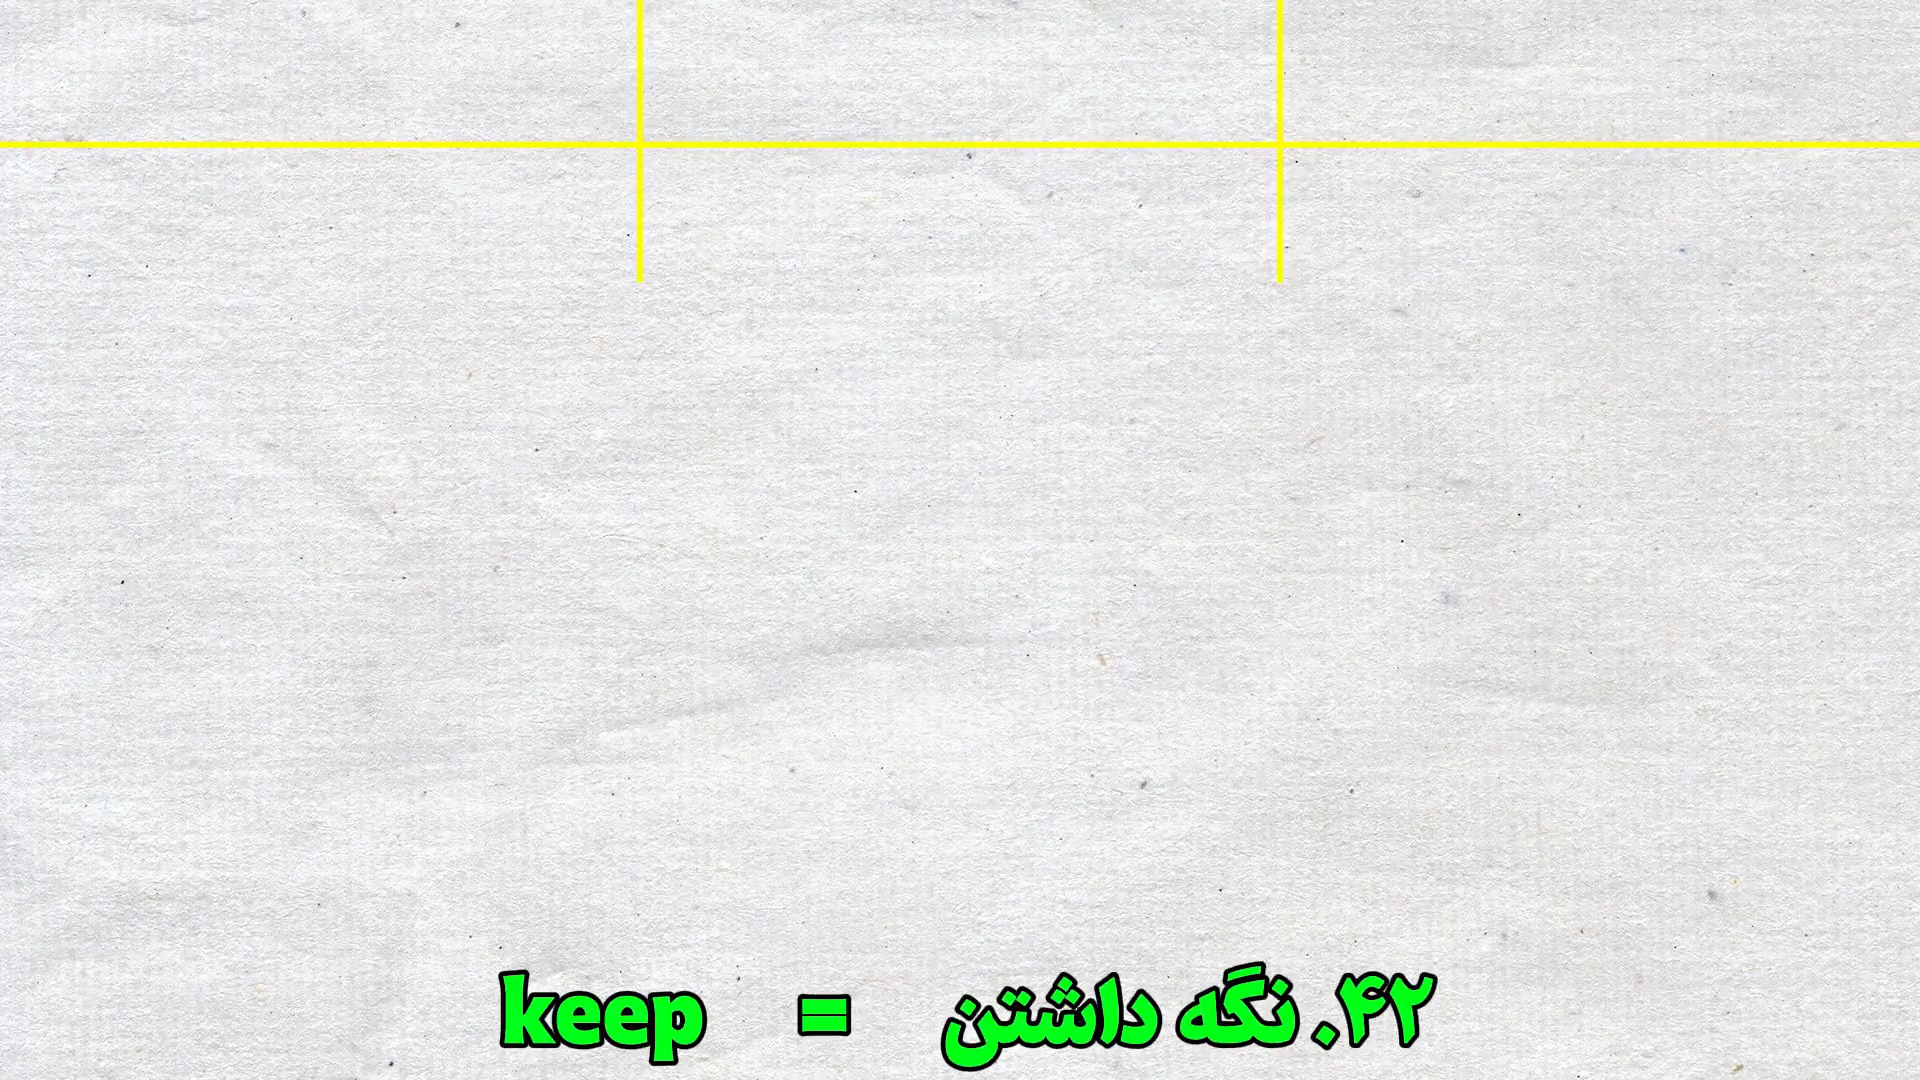 ۴۲. نگه داشتن = keep